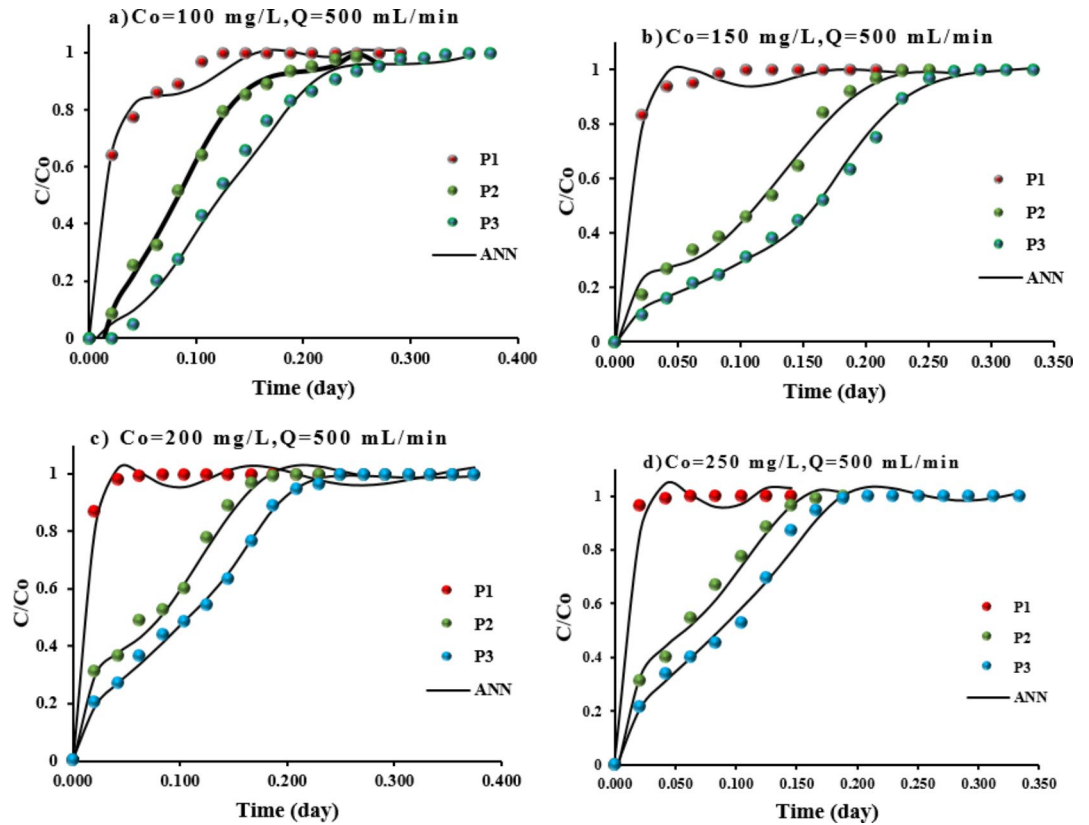 a)Co=100 mg/L,Q=500 mL/min
C/Co
1
0.8
0.6
0.4
0.2
0
0.000 0.100 0.200 0.300 0.400
Time (day)
P1
P2
P3
ANN
b)Co=150 mg/L,Q=500 mL/min
C/Co
1
0.8
0.6
0.4
0.2
0
0.000 0.050 0.100 0.150 0.200 0.250 0.300 0.350
Time (day)
P1
P2
P3
ANN
c) Co=200 mg/L,Q=500 mL/min
C/Co
1
0.8
0.6
0.4
0.2
0
0.000 0.100 0.200 0.300 0.400
Time (day)
P1
P2
P3
ANN
d)Co=250 mg/L,Q=500 mL/min
C/Co
1
0.8
0.6
0.4
0.2
0
0.000 0.050 0.100 0.150 0.200 0.250 0.300 0.350
Time (day)
P1
P2
P3
ANN